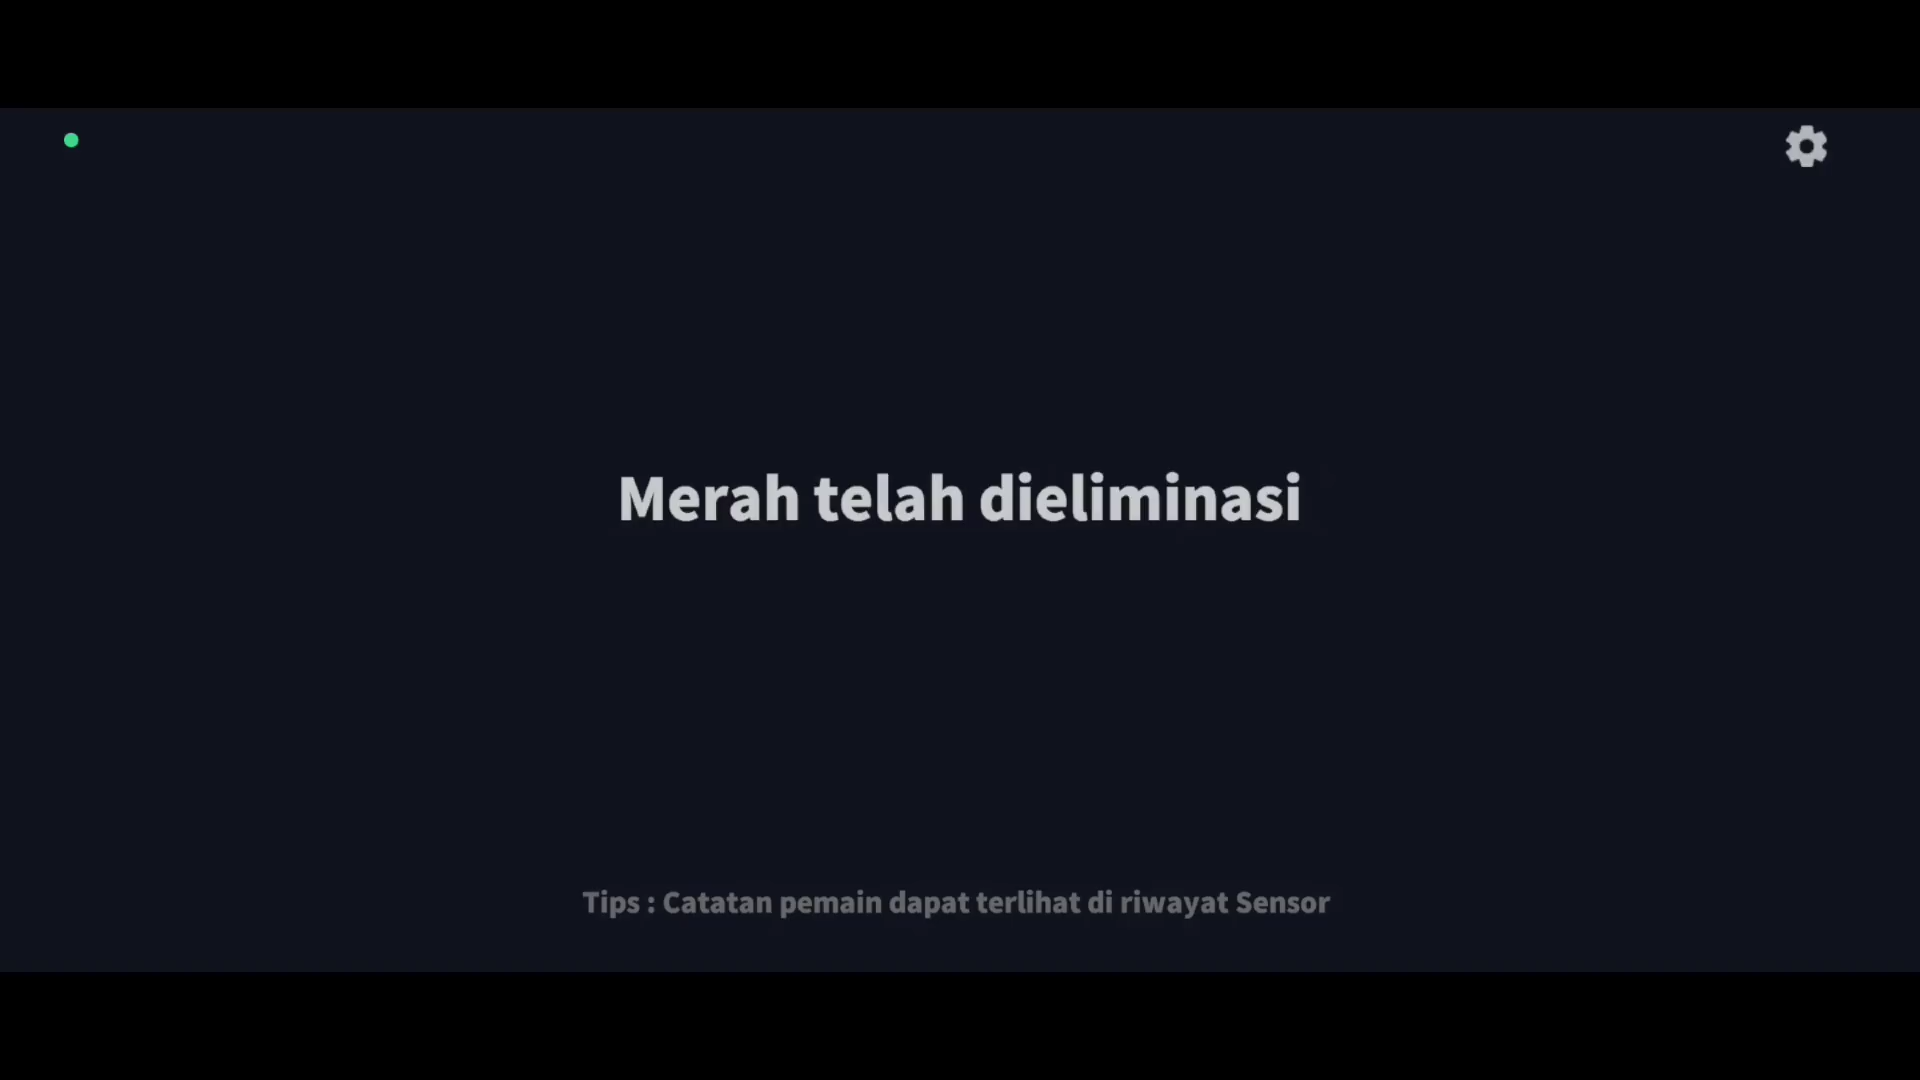 Merah telah dieliminasi
Tips : Catatan pemain dapat terlihat di riwayat Sensor